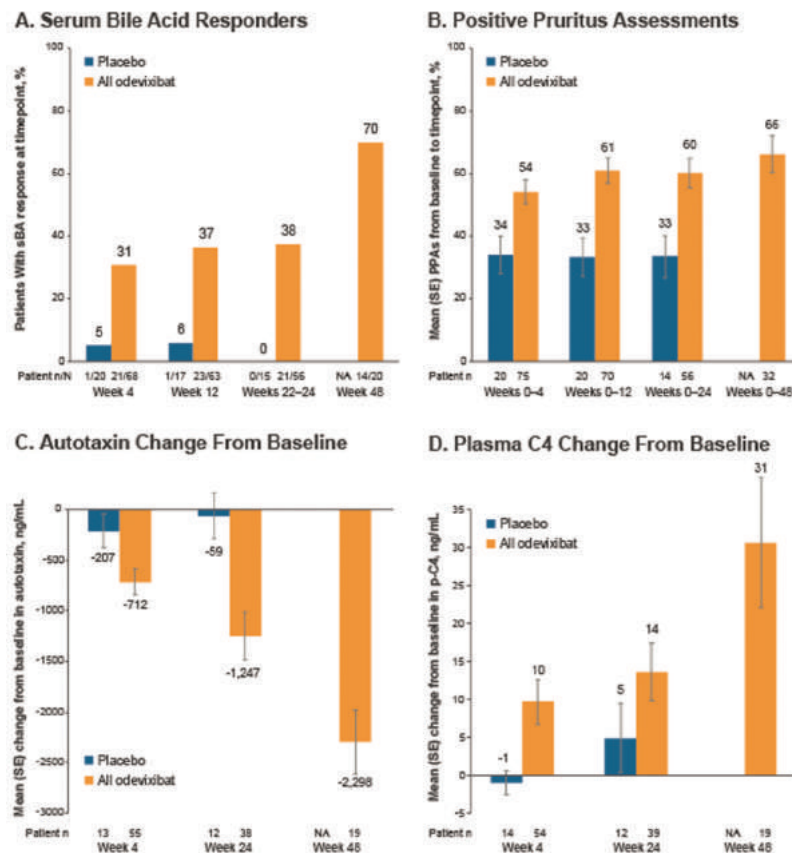 A. Serum Bile Acid Responders
Patients With sBA response at timepoint, %
100
80
60
40
20
0
Placebo
All odevixibat
5
31
6
37
0
38
70
Patient n/N 1/20 21/68 1/17 23/63 0/15 21/56 NA 14/20
Week 4 Week 12 Weeks 22–24 Week 48
B. Positive Pruritus Assessments
Mean (SE) PPAs from baseline to timepoint, %
100
80
60
40
20
0
Placebo
All odevixibat
34
54
33
61
33
60
66
Patient n 20 75 20 70 14 56 NA 32
Weeks 0–4 Weeks 0–12 Weeks 0–24 Weeks 0–48
C. Autotaxin Change From Baseline
Mean (SE) change from baseline in autotaxin, ng/mL
0
-500
-1000
-1500
-2000
-2500
-3000
-207
-712
-59
-1,247
-2,298
Placebo
All odevixibat
Patient n 13 55 12 38 NA 19
Week 4 Week 24 Week 48
D. Plasma C4 Change From Baseline
Mean (SE) change from baseline in p-C4, ng/mL
35
30
25
20
15
10
5
0
-5
Placebo
All odevixibat
-1
10
5
14
31
Patient n 14 54 12 39 NA 19
Week 4 Week 24 Week 48